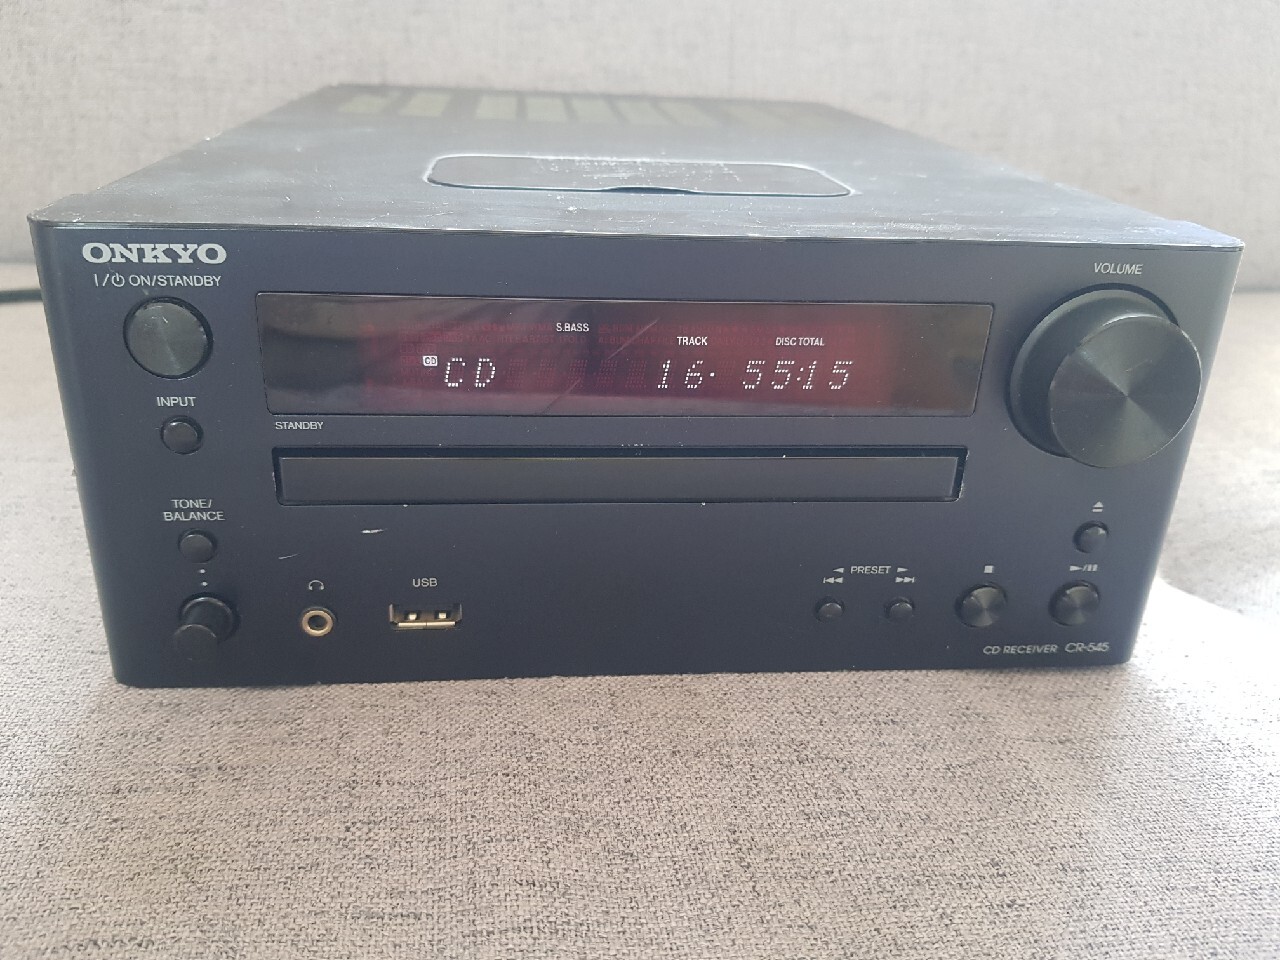 ONKYO
I/⏻ ON/STANDBY
VOLUME
S.BASS
TRACK
DISC TOTAL
CD
CD
16
55:15
INPUT
STANDBY
TONE/
BALANCE
USB
PRESET
CD RECEIVER CR-545